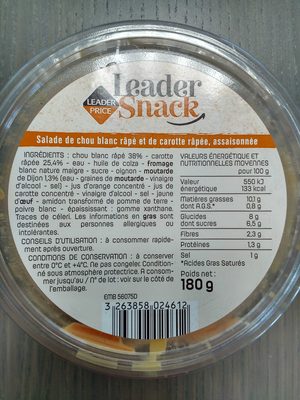 Leader
LEADER
PRICE
Snack
Salade de chou blanc râpé et de carotte râpée, assaisonnée
INGRÉDIENTS : chou blanc râpé 38% - carotte
râpée 25,4% - eau - huile de colza - fromage
blanc nature maigre - sucre - oignon - moutarde
de Dijon 1,3% (eau - graines de moutarde - vinaigre
d'alcool - sel) - jus d'orange concentré - jus de
carotte concentré - vinaigre d'alcool - sel - jaune
d'œuf - amidon transformé de pomme de terre -
poivre blanc - épaississant : gomme xanthane.
Traces de céleri. Les informations en gras sont
destinées aux personnes allergiques ou
intolérantes.
CONSEILS D'UTILISATION : à consommer rapide-
ment après ouverture.
CONDITIONS DE CONSERVATION : à conserver
entre 0°C et +4°C. Ne pas congeler. Condition-
né sous atmosphère protectrice. À consom-
mer jusqu'au / N° de lot : voir sur le côté de
l'emballage.
VALEURS ÉNERGÉTIQUE ET
NUTRITIONNELLES MOYENNES
pour 100 g
Valeur 550 kJ
énergétique 133 kcal
Matières grasses 10,1 g
dont A.G.S.* 0,8 g
Glucides 8 g
dont sucres 6,5 g
Fibres 2,3 g
Protéines 1,3 g
Sel 1 g
*Acides Gras Saturés
Poids net :
180 g
EMB 56075D
3 263858 024612